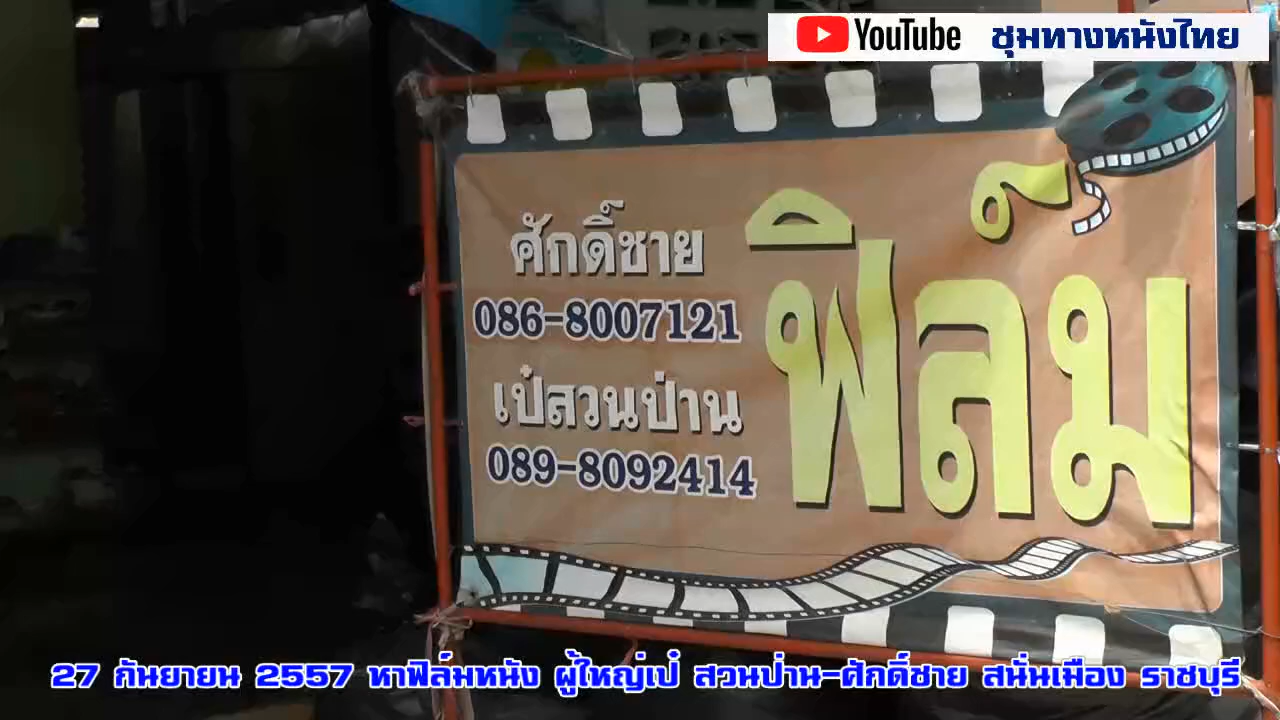 YouTube ชุมทางหนังไทย
ศักดิ์ชาย
086-8007121
เป๋สวนป่าน
089-8092414
ฟิล์ม
27 กันยายน 2557 หาฟิล์มหนัง ผู้ใหญ่เป๋ สวนป่าน-ศักดิ์ชาย สนั่นเมือง ราชบุรี